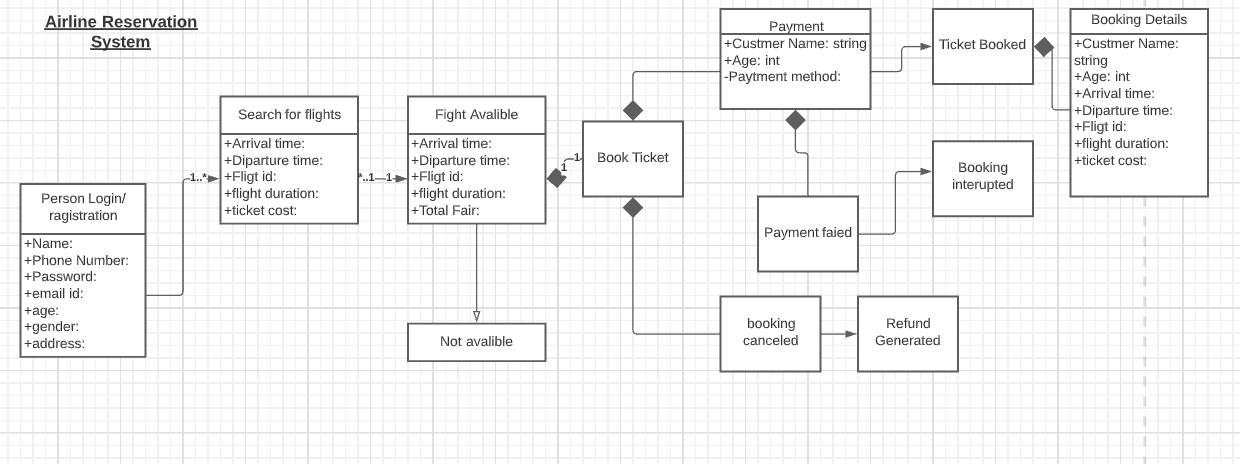 Airline Reservation
System
Person Login/
ragistration
+Name:
+Phone Number:
+Password:
+email id:
+age:
+gender:
+address:
1..*
Search for flights
+Arrival time:
+Diparture time:
+Fligt id:
+flight duration:
+ticket cost:
*..1
1
Fight Avalible
+Arrival time:
+Diparture time:
+Fligt id:
+flight duration:
+Total Fair:
Not avalible
1
1
Book Ticket
Payment
+Custmer Name: string
+Age: int
-Paytment method:
Ticket Booked
Booking Details
+Custmer Name:
string
+Age: int
+Arrival time:
+Diparture time:
+Fligt id:
+flight duration:
+ticket cost:
Payment faied
Booking
interupted
booking
canceled
Refund
Generated